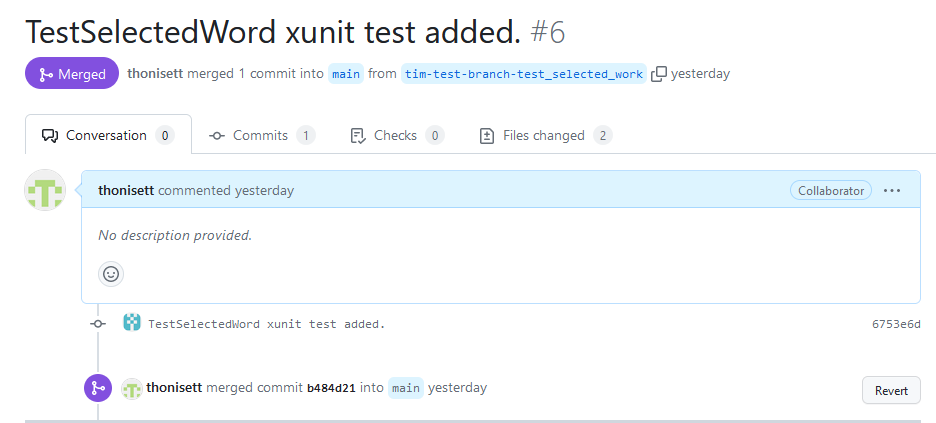 TestSelectedWord xunit test added. #6
Merged thonisett merged 1 commit into main from tim-test-branch-test_selected_work yesterday
Conversation 0 Commits 1 Checks 0 Files changed 2
thonisett commented yesterday Collaborator ...
No description provided.
TestSelectedWord xunit test added. 6753e6d
thonisett merged commit b484d21 into main yesterday Revert